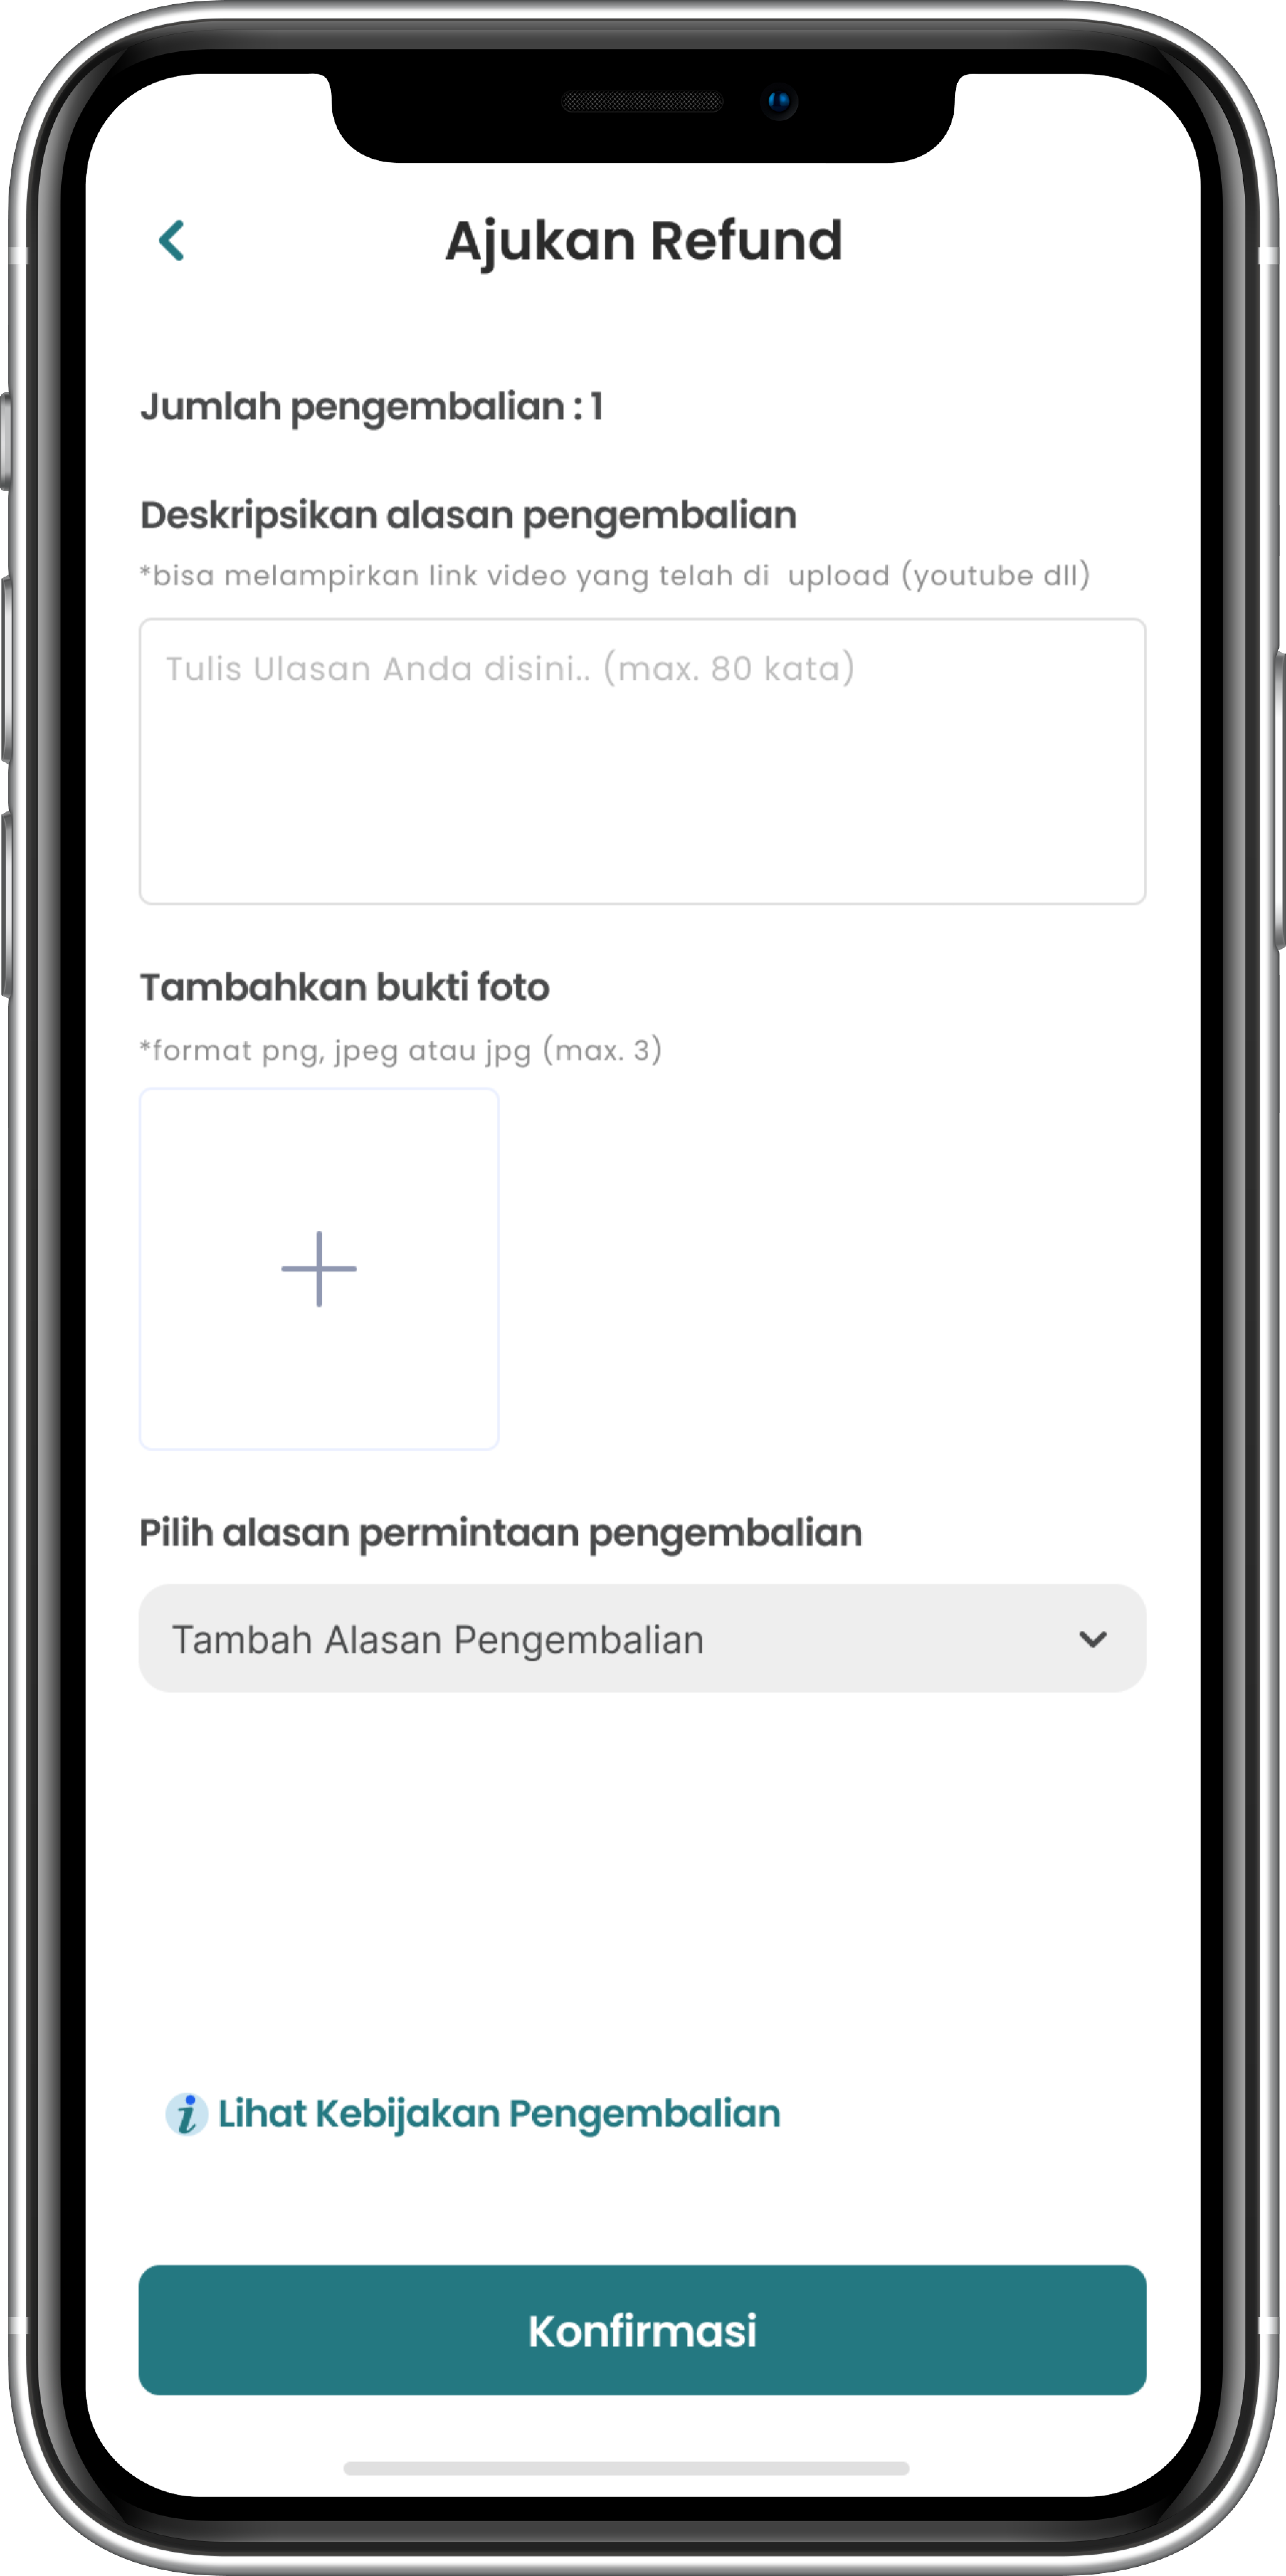 Ajukan Refund
Jumlah pengembalian : 1
Deskripsikan alasan pengembalian
*bisa melampirkan link video yang telah di  upload (youtube dll)
Tulis Ulasan Anda disini.. (max. 80 kata)
Tambahkan bukti foto
*format png, jpeg atau jpg (max. 3)
Pilih alasan permintaan pengembalian
Tambah Alasan Pengembalian
i Lihat Kebijakan Pengembalian
Konfirmasi